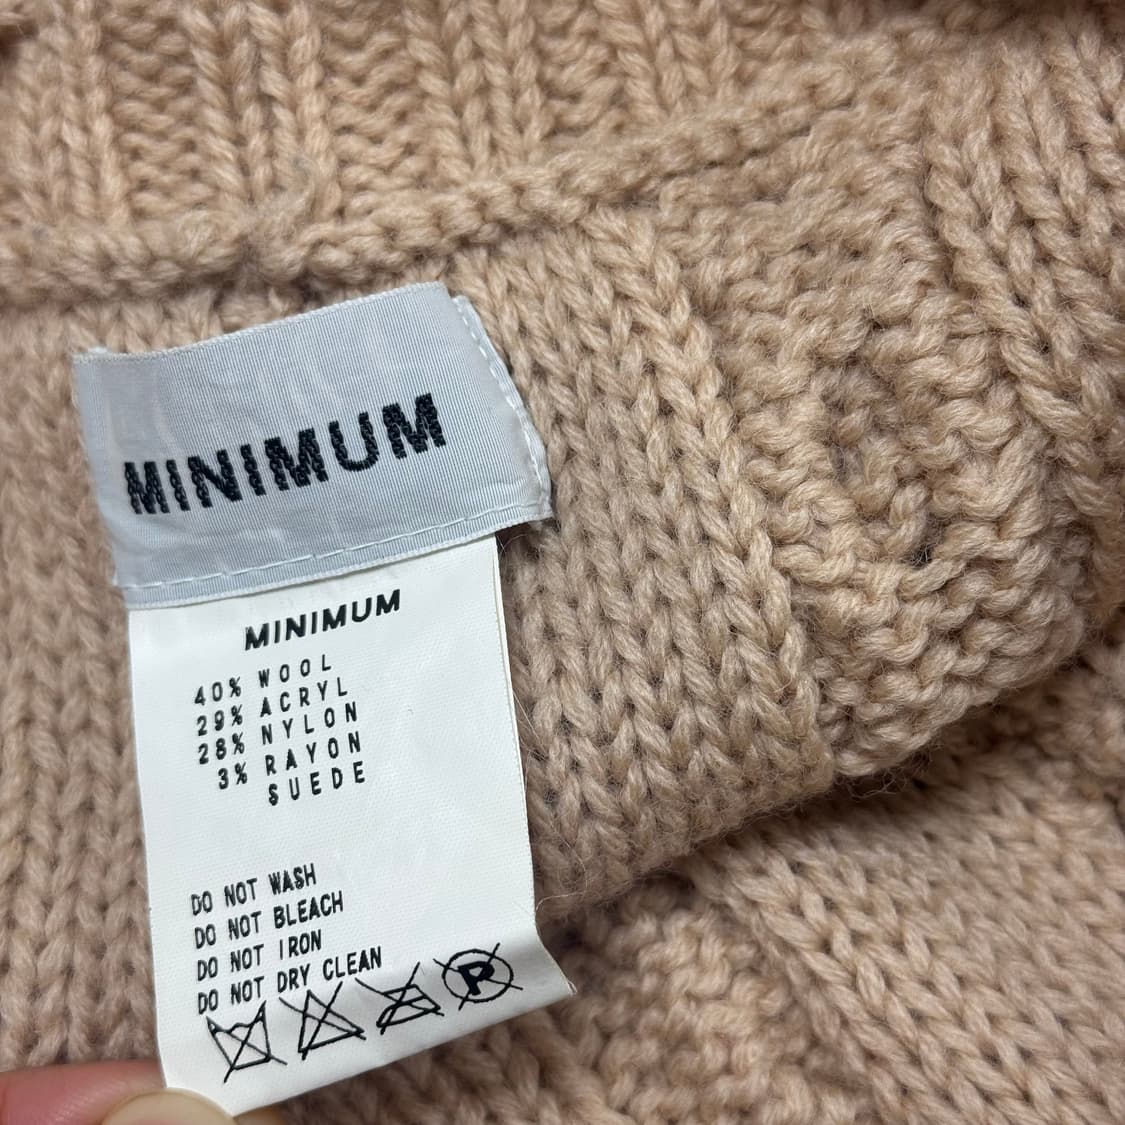 MINIMUM
MINIMUM
40% WOOL
29% ACRYL
28% NYLON
3% RAYON
SUEDE
DO NOT WASH
DO NOT BLEACH
DO NOT IRON
DO NOT DRY CLEAN
P